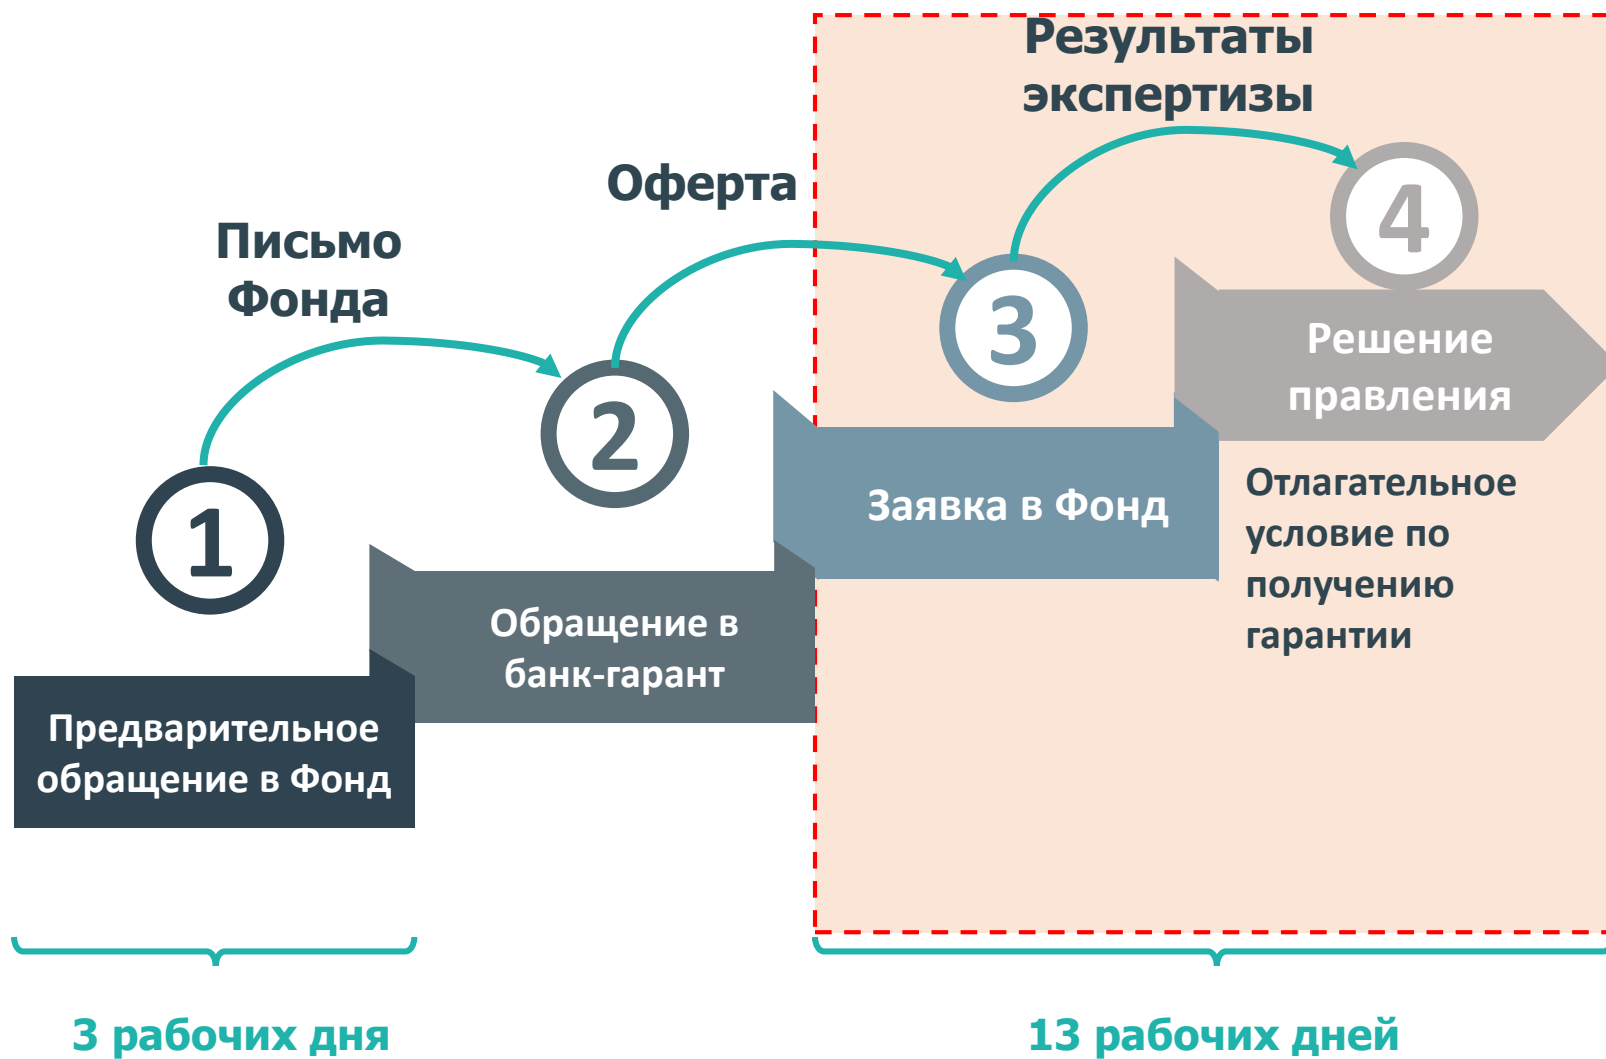 Результаты
экспертизы
Оферта
Письмо
Фонда
1
2
3
4
Предварительное
обращение в Фонд
Обращение в
банк-гарант
Заявка в Фонд
Решение
правления
Отлагательное
условие по
получению
гарантии
3 рабочих дня
13 рабочих дней